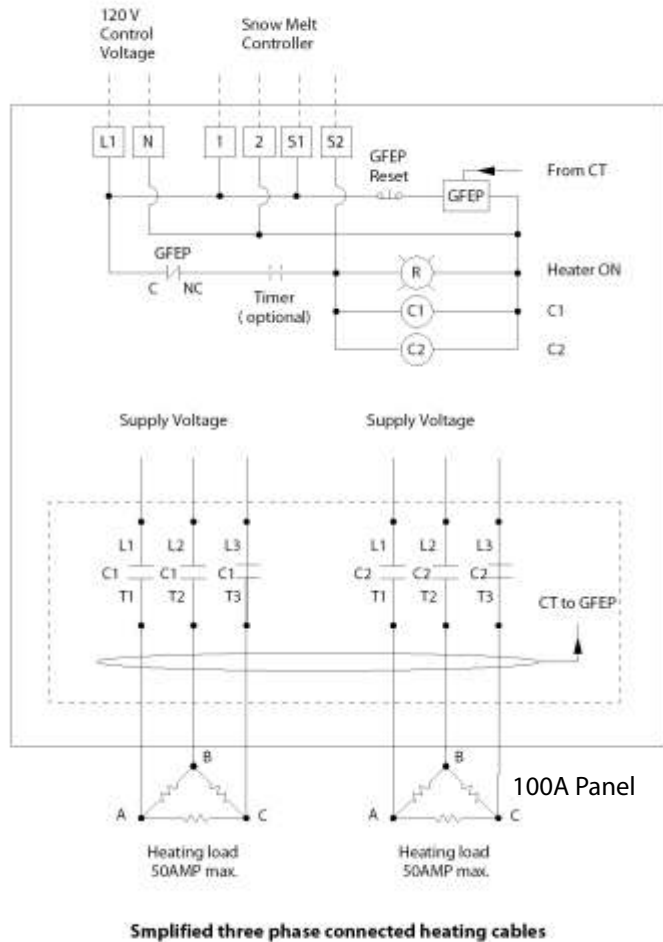 120 V
Control
Voltage
Snow Melt
Controller
L1 N 1 2 S1 S2
GFEP
Reset
GFEP
From CT
GFEP
C NC
Timer
( optional)
R
Heater ON
C1
C1
C2
C2
Supply Voltage
Supply Voltage
L1 L2 L3
C1 C1 C1
T1 T2 T3
L1 L2 L3
C2 C2 C2
T1 T2 T3
CT to GFEP
B
A C
Heating load
50AMP max.
B
A C
Heating load
50AMP max.
100A Panel
Smplified three phase connected heating cables